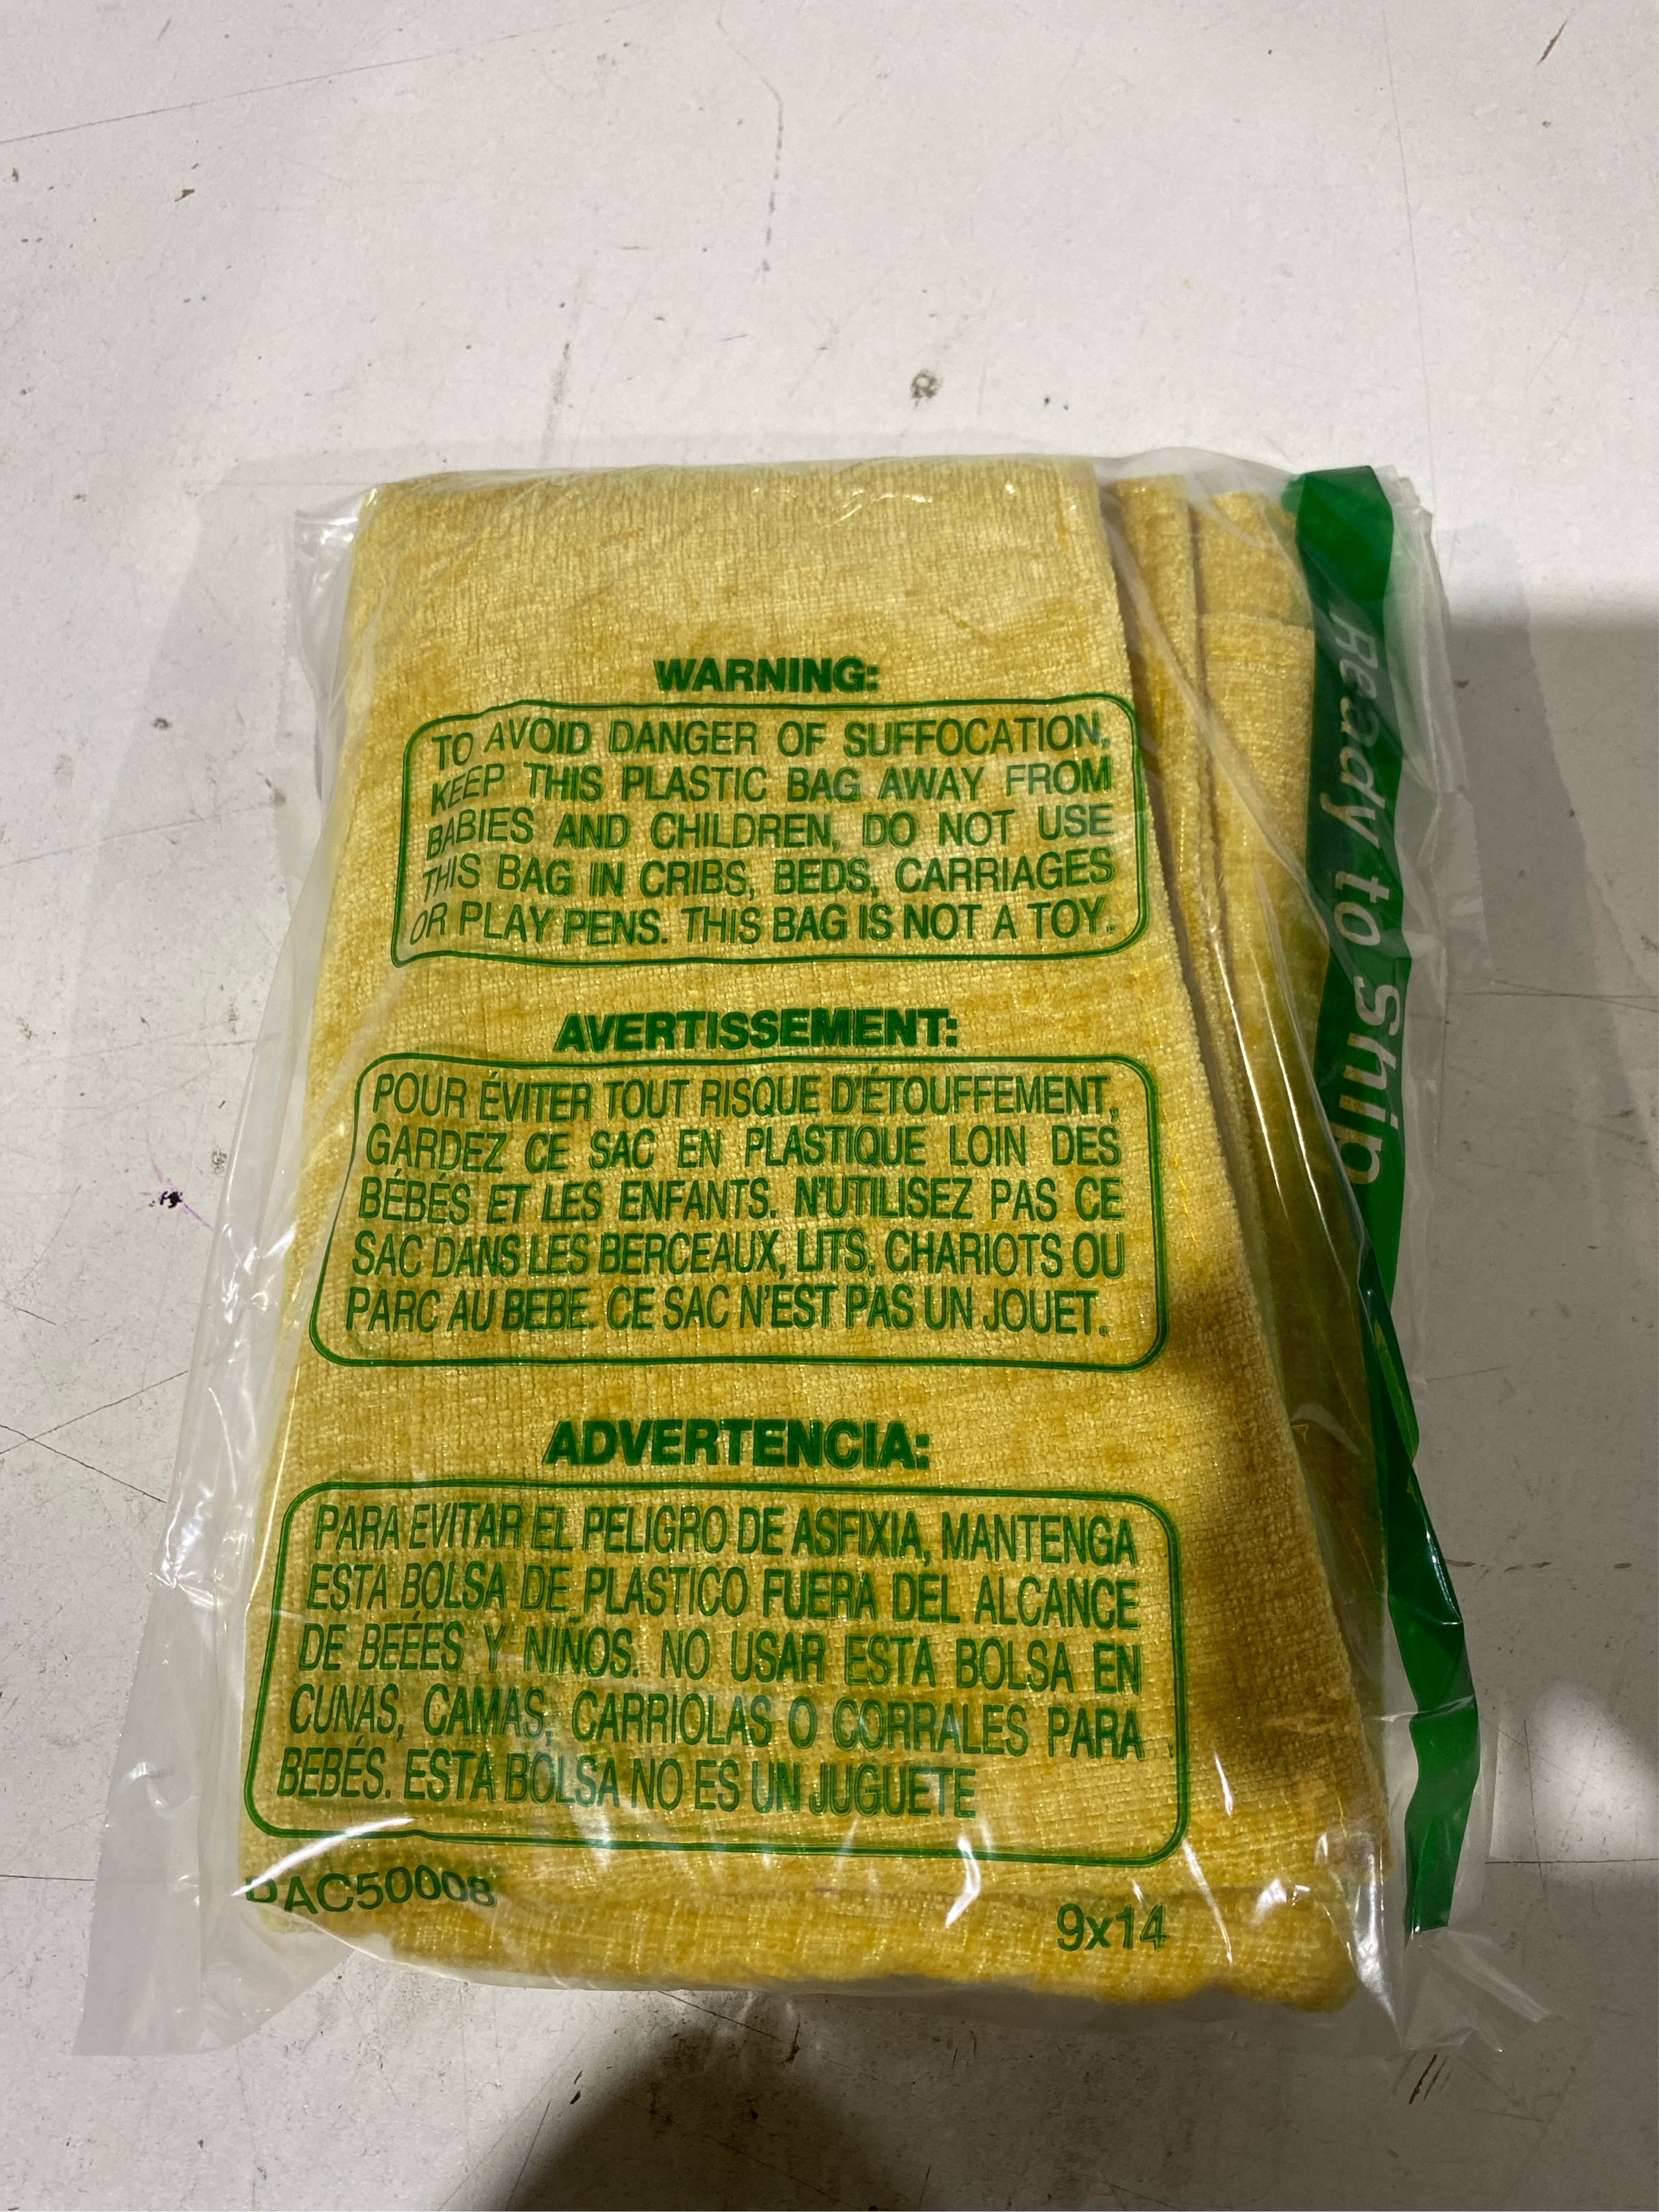 WARNING:
TO AVOID DANGER OF SUFFOCATION,
KEEP THIS PLASTIC BAG AWAY FROM
BABIES AND CHILDREN, DO NOT USE
THIS BAG IN CRIBS, BEDS, CARRIAGES
OR PLAY PENS. THIS BAG IS NOT A TOY.
AVERTISSEMENT:
POUR ÉVITER TOUT RISQUE D'ÉTOUFFEMENT,
GARDEZ CE SAC EN PLASTIQUE LOIN DES
BÉBÉS ET LES ENFANTS. N'UTILISEZ PAS CE
SAC DANS LES BERCEAUX, LITS, CHARIOTS OU
PARC AU BEBE. CE SAC N'EST PAS UN JOUET.
ADVERTENCIA:
PARA EVITAR EL PELIGRO DE ASFIXIA, MANTENGA
ESTA BOLSA DE PLASTICO FUERA DEL ALCANCE
DE BEÉES Y NIÑOS. NO USAR ESTA BOLSA EN
CUNAS, CAMAS, CARRIOLAS O CORRALES PARA
BEBÉS. ESTA BOLSA NO ES UN JUGUETE
9x14
Ready to Ship